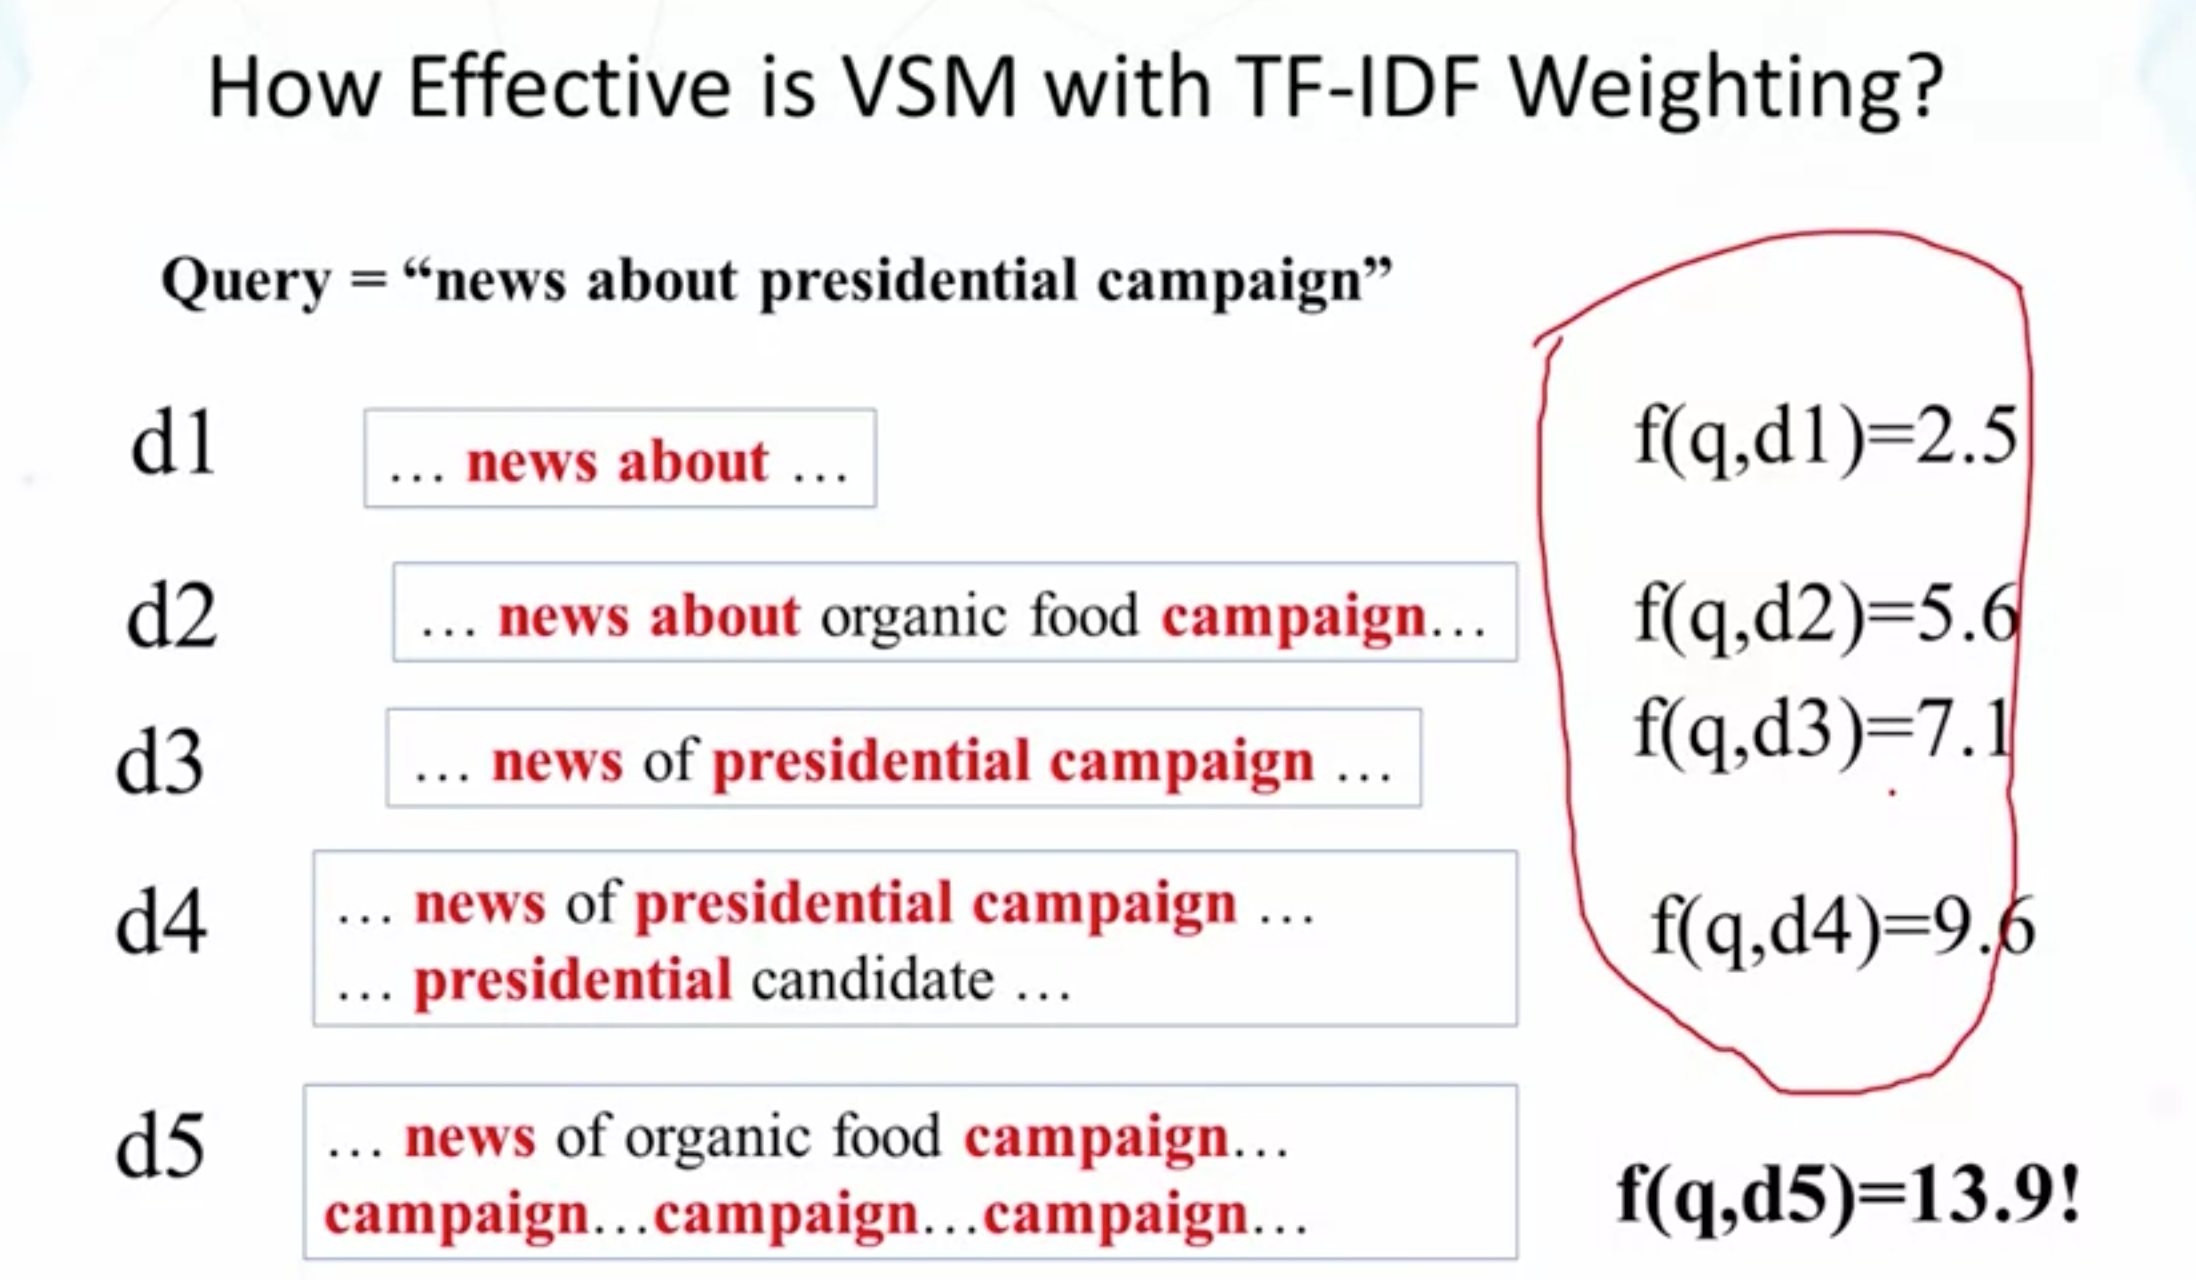 How Effective is VSM with TF-IDF Weighting?
Query = “news about presidential campaign”
d1
… news about …
f(q,d1)=2.5
d2
… news about organic food campaign…
f(q,d2)=5.6
d3
… news of presidential campaign …
f(q,d3)=7.1
d4
… news of presidential campaign …
… presidential candidate …
f(q,d4)=9.6
d5
… news of organic food campaign…
campaign…campaign…campaign…
f(q,d5)=13.9!